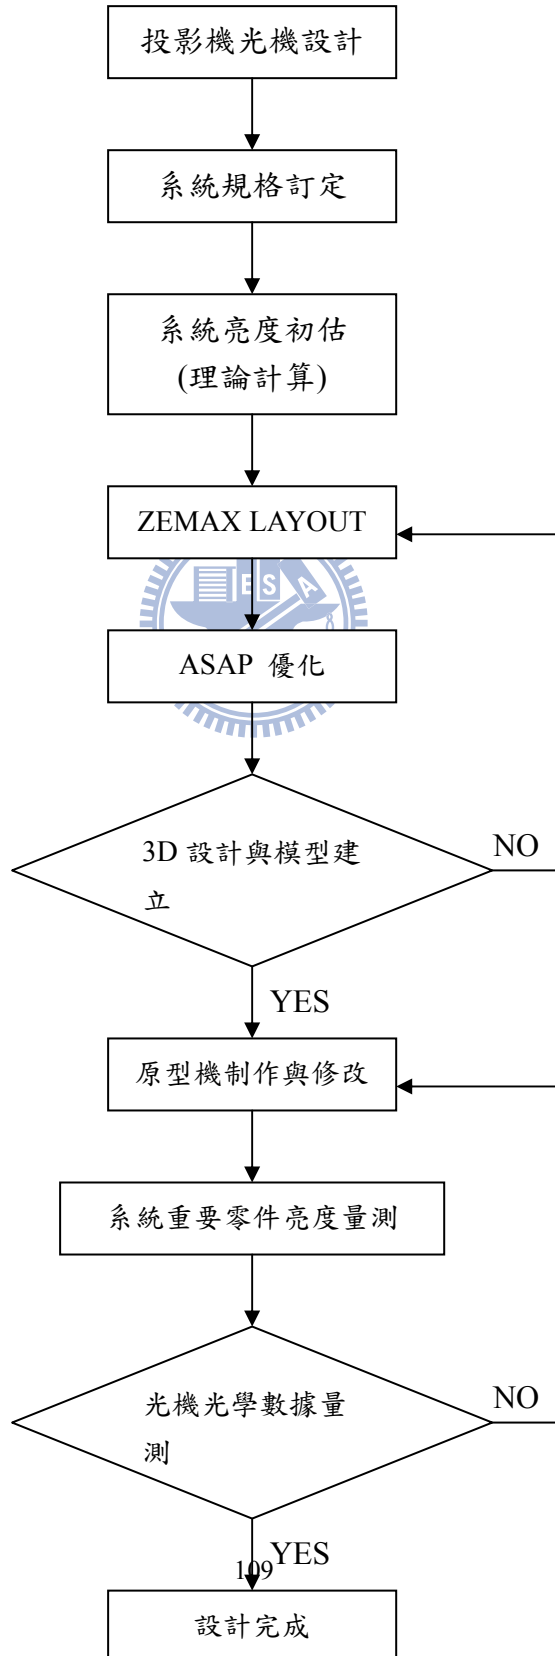 投影機光機設計
系統規格訂定
系統亮度初估
(理論計算)
ZEMAX LAYOUT
ESA
ASAP 優化
3D 設計與模型建
立
NO
YES
原型機制作與修改
系統重要零件亮度量測
光機光學數據量
測
NO
YES
109
設計完成